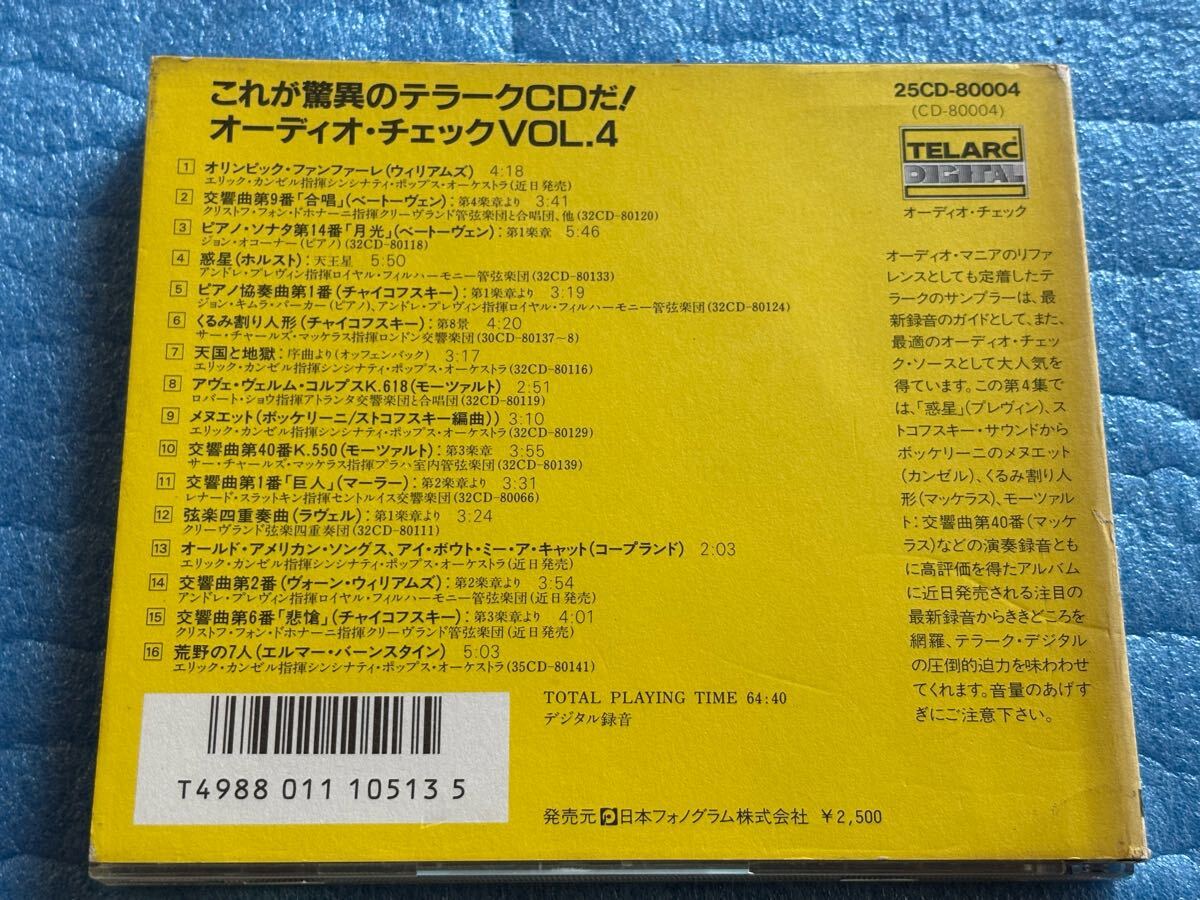 これが驚異のテラークCDだ!
オーディオ・チェックVOL.4
1 オリンピック・ファンファーレ(ウィリアムズ) 4:18
エリック・カンゼル指揮シンシナティ・ポップス・オーケストラ(近日発売)
2 交響曲第9番「合唱」(ベートーヴェン):第4楽章より 3:41
クリストフ・フォン・ドホナーニ指揮クリーヴランド管弦楽団と合唱団、他(32CD-80120)
3 ピアノ・ソナタ第14番「月光」(ベートーヴェン):第1楽章 5:46
ジョン・オコーナー(ピアノ)(32CD-80118)
4 惑星(ホルスト):天王星 5:50
アンドレ・プレヴィン指揮ロイヤル・フィルハーモニー管弦楽団(32CD-80133)
5 ピアノ協奏曲第1番(チャイコフスキー):第1楽章より 3:19
ジョン・キムラ・パーカー(ピアノ)、アンドレ・プレヴィン指揮ロイヤル・フィルハーモニー管弦楽団(32CD-80124)
6 くるみ割り人形(チャイコフスキー):第8景 4:20
サー・チャールズ・マッケラス指揮ロンドン交響楽団(30CD-80137~8)
7 天国と地獄:序曲より(オッフェンバック) 3:17
エリック・カンゼル指揮シンシナティ・ポップス・オーケストラ(32CD-80116)
8 アヴェ・ヴェルム・コルプスK.618(モーツァルト) 2:51
ロバート・ショウ指揮アトランタ交響楽団と合唱団(32CD-80119)
9 メヌエット(ボッケリーニ/ストコフスキー編曲)) 3:10
エリック・カンゼル指揮シンシナティ・ポップス・オーケストラ(32CD-80129)
10 交響曲第40番K.550(モーツァルト):第3楽章 3:55
サー・チャールズ・マッケラス指揮プラハ室内管弦楽団(32CD-80139)
11 交響曲第1番「巨人」(マーラー):第2楽章より 3:31
レナード・スラットキン指揮セントルイス交響楽団(32CD-80066)
12 弦楽四重奏曲(ラヴェル):第1楽章より 3:24
クリーヴランド弦楽四重奏団(32CD-80111)
13 オールド・アメリカン・ソングス、アイ・ボウト・ミー・ア・キャット(コープランド) 2:03
エリック・カンゼル指揮シンシナティ・ポップス・オーケストラ(近日発売)
14 交響曲第2番(ヴォーン・ウィリアムズ):第2楽章より 3:54
アンドレ・プレヴィン指揮ロイヤル・フィルハーモニー管弦楽団(近日発売)
15 交響曲第6番「悲愴」(チャイコフスキー):第3楽章より 4:01
クリストフ・フォン・ドホナーニ指揮クリーヴランド管弦楽団(近日発売)
16 荒野の7人(エルマー・バーンスタイン) 5:03
エリック・カンゼル指揮シンシナティ・ポップス・オーケストラ(35CD-80141)
25CD-80004
(CD-80004)
TELARC
DIGITAL
オーディオ・チェック
オーディオ・マニアのリファ
レンスとしても定着したテ
ラークのサンプラーは、最
新録音のガイドとして、また、
最適のオーディオ・チェッ
ク・ソースとして大人気を
得ています。この第4集で
は、「惑星」(プレヴィン)、ス
トコフスキー・サウンドから
ボッケリーニのメヌエット
(カンゼル)、くるみ割り人
形(マッケラス)、モーツァル
ト:交響曲第40番(マッケ
ラス)などの演奏録音とも
に高評価を得たアルバム
に近日発売される注目の
最新録音からききどころを
網羅、テラーク・デジタル
の圧倒的迫力を味わわせ
てくれます。音量のあげす
ぎにご注意下さい。
TOTAL PLAYING TIME 64:40
デジタル録音
T4988 011 10513 5
発売元 日本フォノグラム株式会社 ¥2,500